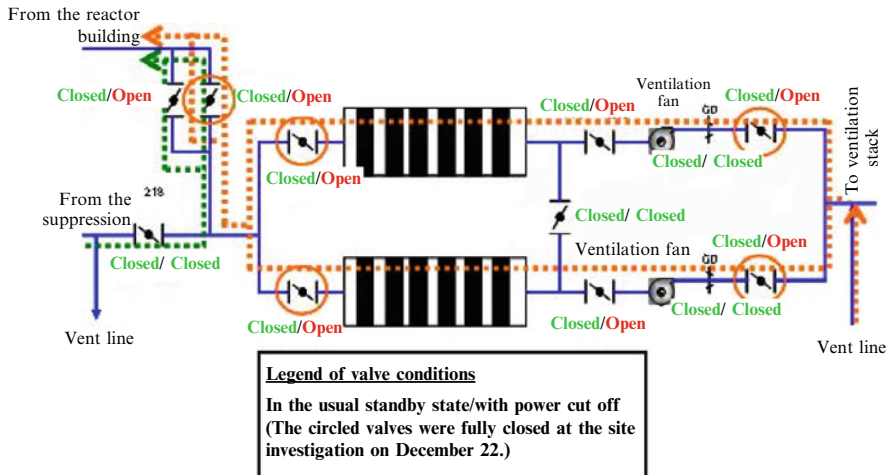 From the reactor
building
Closed/Open
Closed/Open
Closed/Open
Ventilation
fan
GD
Closed/Open
Closed/Open
Closed/ Closed
To ventilation
stack
From the
suppression
218
Closed/ Closed
Closed/ Closed
Ventilation fan
GD
Closed/Open
Closed/Open
Closed/Open
Closed/ Closed
Vent line
Vent line
Legend of valve conditions
In the usual standby state/with power cut off
(The circled valves were fully closed at the site
investigation on December 22.)